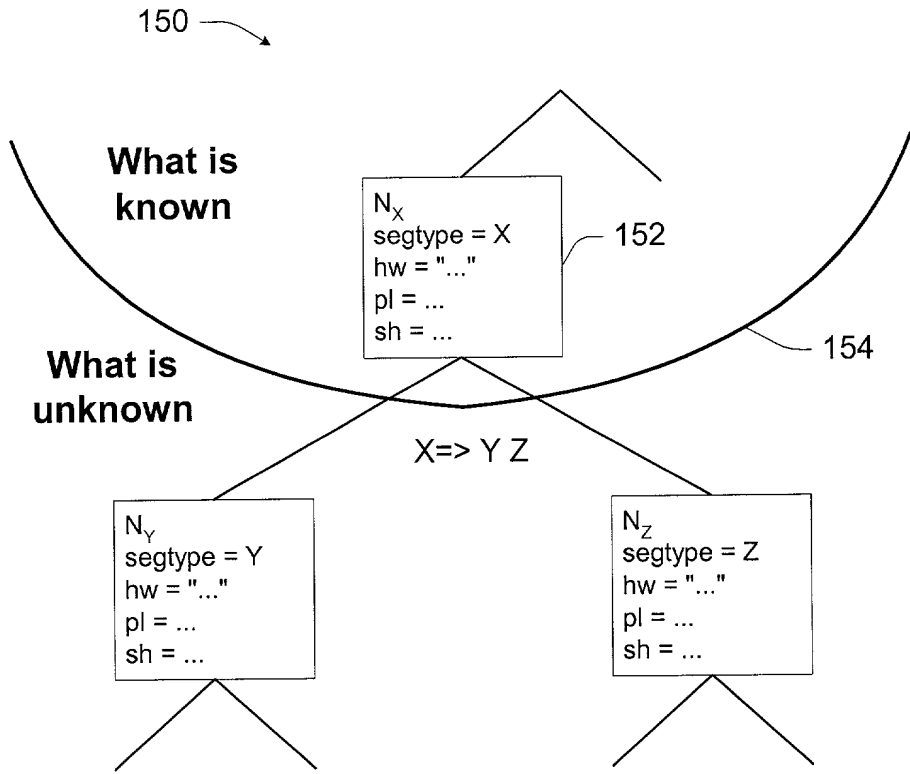 150
What is
known
N_X
segtype = X
hw = "..."
pl = ...
sh = ...
152
154
What is
unknown
X=> Y Z
N_Y
segtype = Y
hw = "..."
pl = ...
sh = ...
N_Z
segtype = Z
hw = "..."
pl = ...
sh = ...